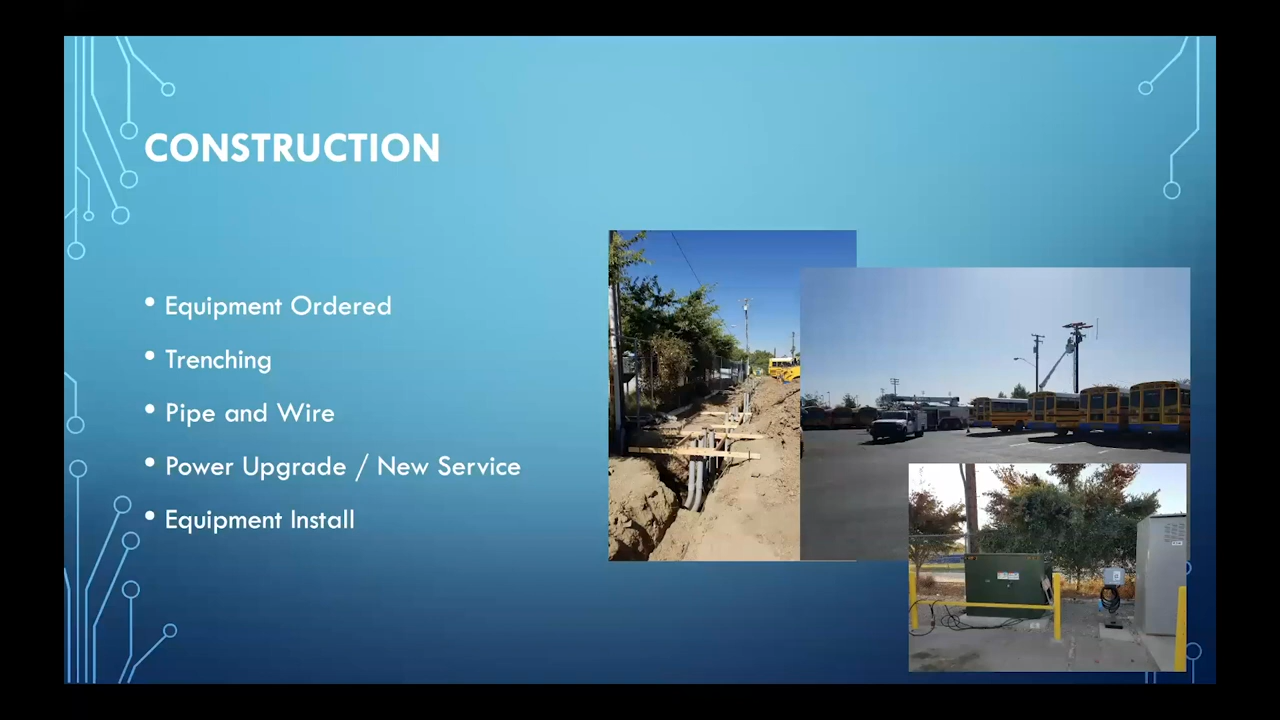 CONSTRUCTION
• Equipment Ordered
• Trenching
• Pipe and Wire
• Power Upgrade / New Service
• Equipment Install